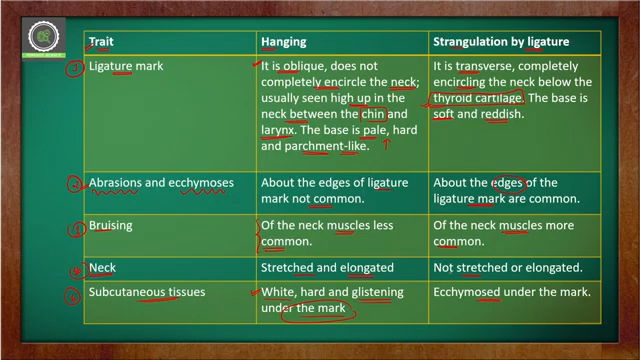 Trait Hanging Strangulation by ligature
Ligature mark
It is oblique, does not
completely encircle the neck;
usually seen high up in the
neck between the chin and
larynx. The base is pale, hard
and parchment-like.
It is transverse, completely
encircling the neck below the
thyroid cartilage. The base is
soft and reddish.
Abrasions and ecchymoses
About the edges of ligature
mark not common.
About the edges of the
ligature mark are common.
Bruising
Of the neck muscles less
common.
Of the neck muscles more
common.
Neck
Stretched and elongated
Not stretched or elongated.
Subcutaneous tissues
White, hard and glistening
under the mark
Ecchymosed under the mark.